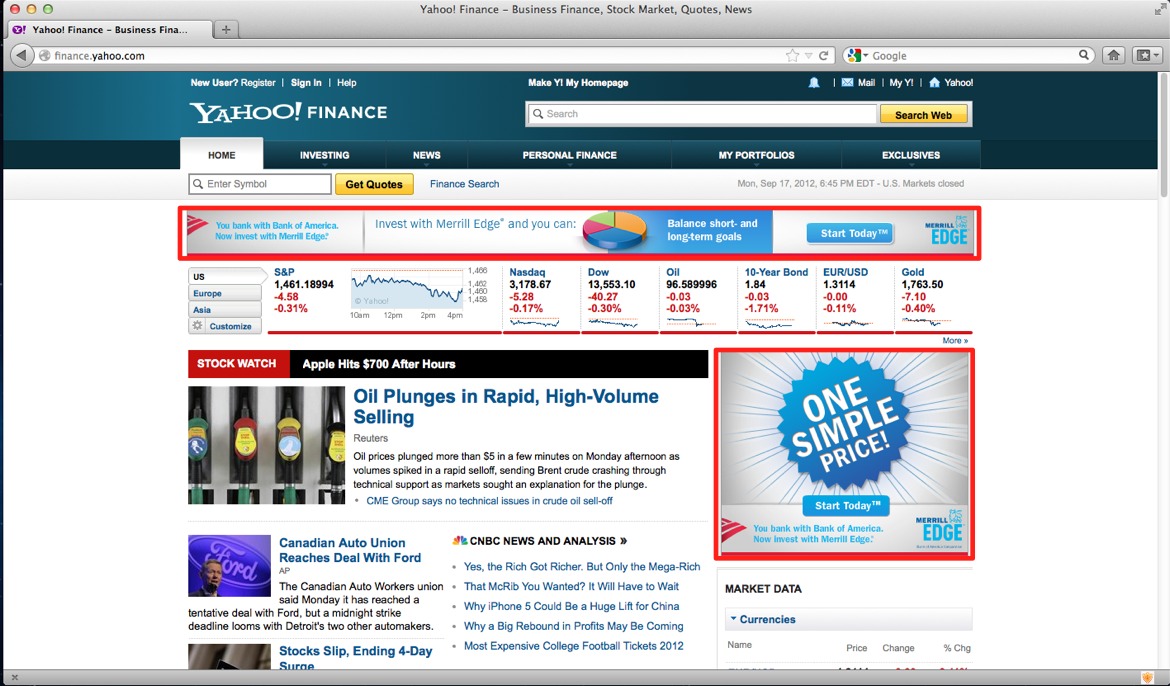 Yahoo! Finance – Business Finance, Stock Market, Quotes, News
Yahoo! Finance – Business Fina...
finance.yahoo.com
Google
New User? Register | Sign In | Help
Make Y! My Homepage
Mail | My Y! | Yahoo!
YAHOO! FINANCE
Search
Search Web
HOME INVESTING NEWS PERSONAL FINANCE MY PORTFOLIOS EXCLUSIVES
Enter Symbol
Get Quotes
Finance Search
Mon, Sep 17, 2012, 6:45 PM EDT - U.S. Markets closed
You bank with Bank of America.
Now invest with Merrill Edge.
Invest with Merrill Edge® and you can:
Balance short- and
long-term goals
Start Today™
MERRILL
EDGE
US
Europe
Asia
Customize
S&P
1,461.18994
-4.58
-0.31%
1,466
1,462
1,460
1,458
© Yahoo!
10am 12pm 2pm 4pm
Nasdaq
3,178.67
-5.28
-0.17%
Dow
13,553.10
-40.27
-0.30%
Oil
96.589996
-0.03
-0.03%
10-Year Bond
1.84
-0.03
-1.71%
EUR/USD
1.3114
-0.00
-0.11%
Gold
1,763.50
-7.10
-0.40%
More »
STOCK WATCH
Apple Hits $700 After Hours
Oil Plunges in Rapid, High-Volume
Selling
Reuters
Oil prices plunged more than $5 in a few minutes on Monday afternoon as
volumes spiked in a rapid selloff, sending Brent crude crashing through
technical support as markets sought an explanation for the plunge.
• CME Group says no technical issues in crude oil sell-off
ONE
SIMPLE
PRICE!
Start Today™
You bank with Bank of America.
Now invest with Merrill Edge.
MERRILL
EDGE
Ford
Canadian Auto Union
Reaches Deal With Ford
AP
The Canadian Auto Workers union
said Monday it has reached a
tentative deal with Ford, but a midnight strike
deadline looms with Detroit's two other automakers.
Stocks Slip, Ending 4-Day
Surge
CNBC NEWS AND ANALYSIS »
• Yes, the Rich Got Richer. But Only the Mega-Rich
• That McRib You Wanted? It Will Have to Wait
• Why iPhone 5 Could Be a Huge Lift for China
• Why a Big Rebound in Profits May Be Coming
• Most Expensive College Football Tickets 2012
MARKET DATA
Currencies
Name Price Change % Chg